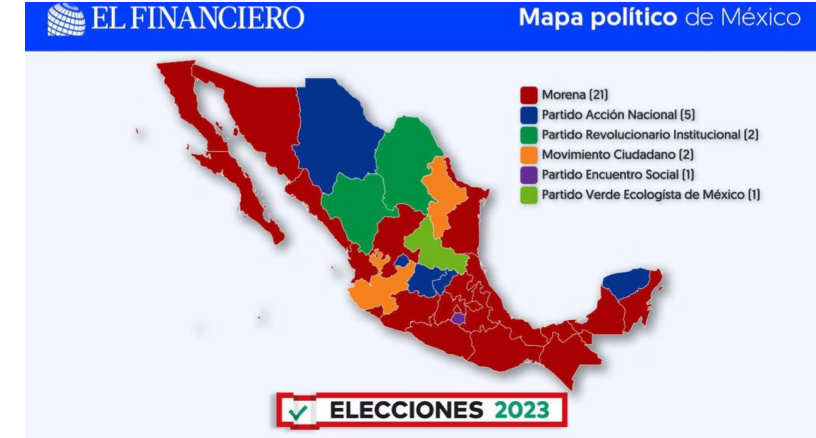 EL FINANCIERO
Mapa político de México
Morena (21)
Partido Acción Nacional (5)
Partido Revolucionario Institucional (2)
Movimiento Ciudadano (2)
Partido Encuentro Social (1)
Partido Verde Ecologísta de México (1)
ELECCIONES 2023